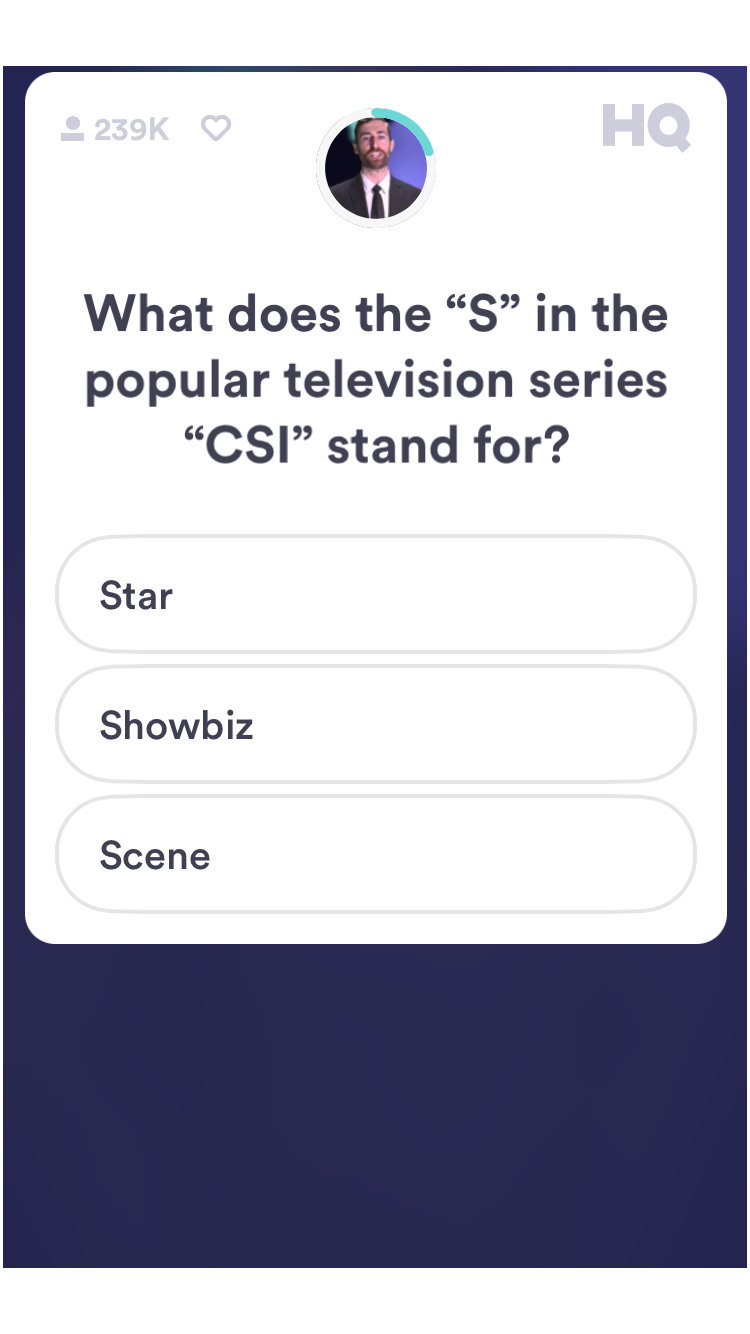 239K
HQ
What does the “S” in the
popular television series
“CSI” stand for?
Star
Showbiz
Scene